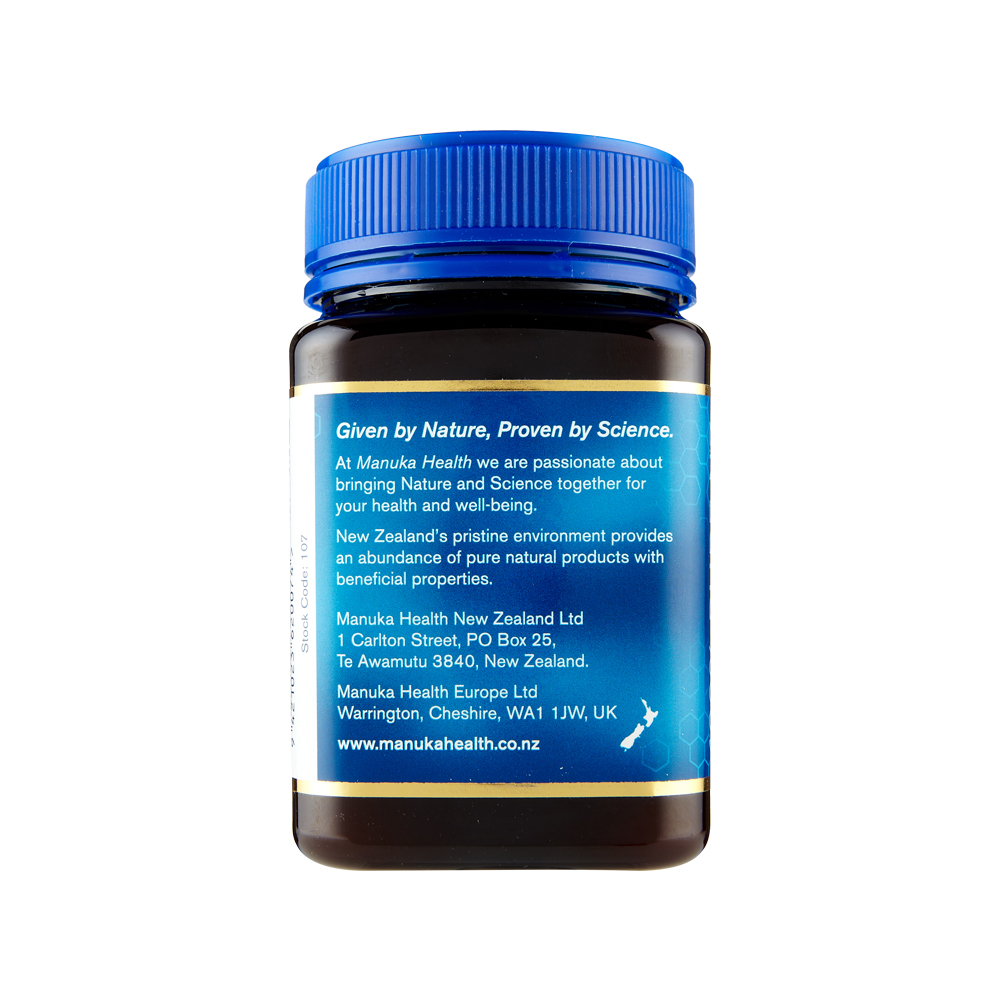 Given by Nature, Proven by Science.
At Manuka Health we are passionate about
bringing Nature and Science together for
your health and well-being.
New Zealand's pristine environment provides
an abundance of pure natural products with
beneficial properties.
Manuka Health New Zealand Ltd
1 Carlton Street, PO Box 25,
Te Awamutu 3840, New Zealand.
Manuka Health Europe Ltd
Warrington, Cheshire, WA1 1JW, UK
www.manukahealth.co.nz
Stock Code: 107